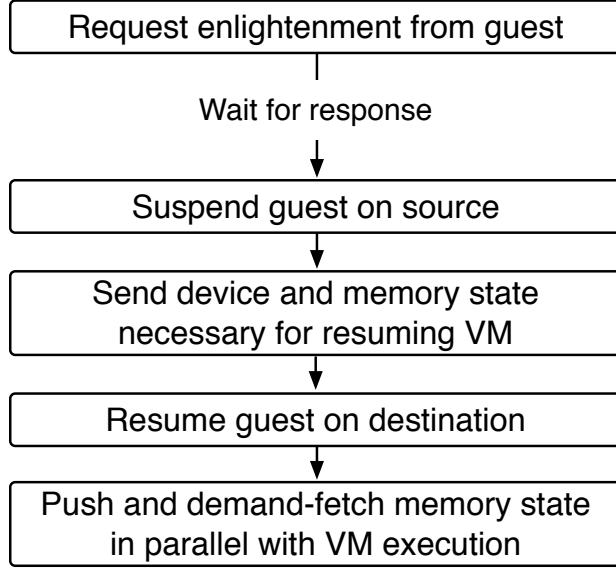 Request enlightenment from guest
Wait for response
Suspend guest on source
Send device and memory state
necessary for resuming VM
Resume guest on destination
Push and demand-fetch memory state
in parallel with VM execution